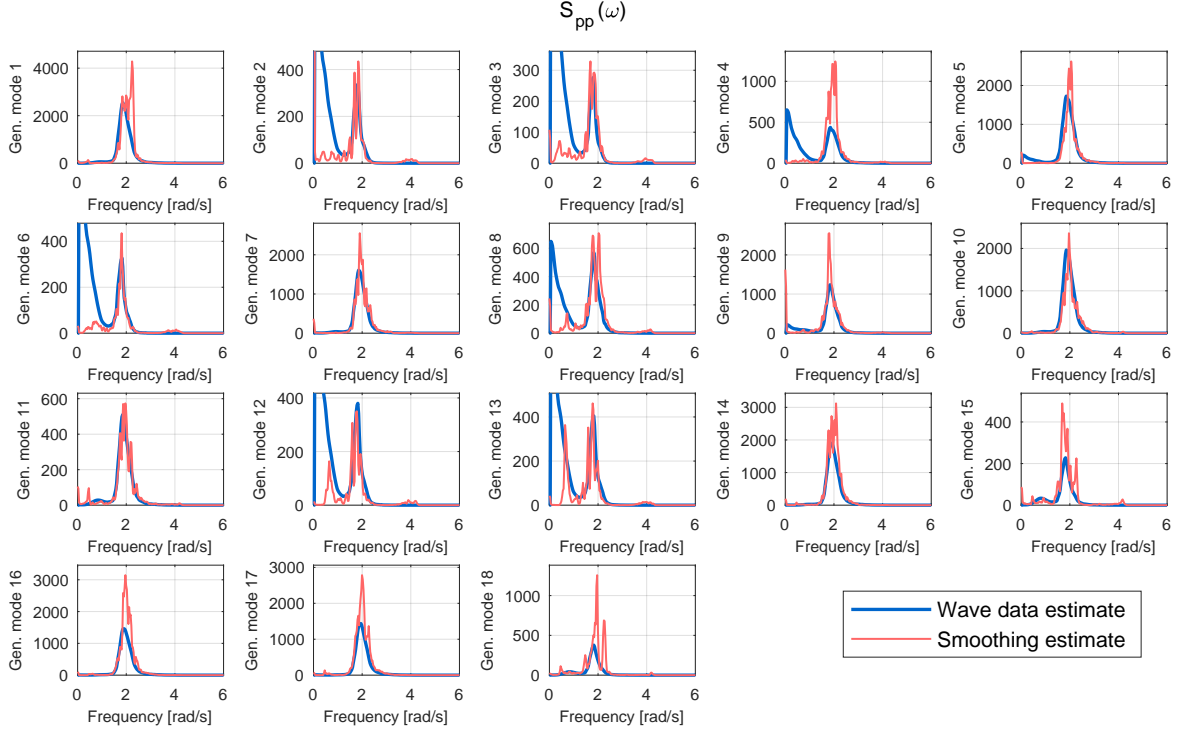 S_pp(ω)
Gen. mode 1
4000
2000
0
0 2 4 6
Frequency [rad/s]
Gen. mode 2
400
200
0
0 2 4 6
Frequency [rad/s]
Gen. mode 3
300
200
100
0
0 2 4 6
Frequency [rad/s]
Gen. mode 4
1000
500
0
0 2 4 6
Frequency [rad/s]
Gen. mode 5
2000
1000
0
0 2 4 6
Frequency [rad/s]
Gen. mode 6
400
200
0
0 2 4 6
Frequency [rad/s]
Gen. mode 7
2000
1000
0
0 2 4 6
Frequency [rad/s]
Gen. mode 8
600
400
200
0
0 2 4 6
Frequency [rad/s]
Gen. mode 9
2000
1000
0
0 2 4 6
Frequency [rad/s]
Gen. mode 10
2000
1000
0
0 2 4 6
Frequency [rad/s]
Gen. mode 11
600
400
200
0
0 2 4 6
Frequency [rad/s]
Gen. mode 12
400
200
0
0 2 4 6
Frequency [rad/s]
Gen. mode 13
400
200
0
0 2 4 6
Frequency [rad/s]
Gen. mode 14
3000
2000
1000
0
0 2 4 6
Frequency [rad/s]
Gen. mode 15
400
200
0
0 2 4 6
Frequency [rad/s]
Gen. mode 16
3000
2000
1000
0
0 2 4 6
Frequency [rad/s]
Gen. mode 17
3000
2000
1000
0
0 2 4 6
Frequency [rad/s]
Gen. mode 18
1000
500
0
0 2 4 6
Frequency [rad/s]
Wave data estimate
Smoothing estimate